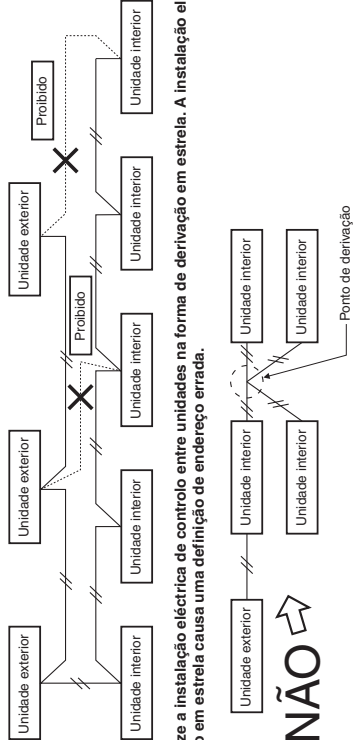 Unidade exterior
Unidade exterior
Unidade exterior
Proibido
Proibido
Unidade interior
Unidade interior
Unidade interior
Unidade interior
Unidade interior
ze a instalação eléctrica de controlo entre unidades na forma de derivação em estrela. A instalação el
o em estrela causa uma definição de endereço errada.
Unidade exterior
Unidade interior
Unidade interior
Unidade interior
Unidade interior
NÃO
Ponto de derivação